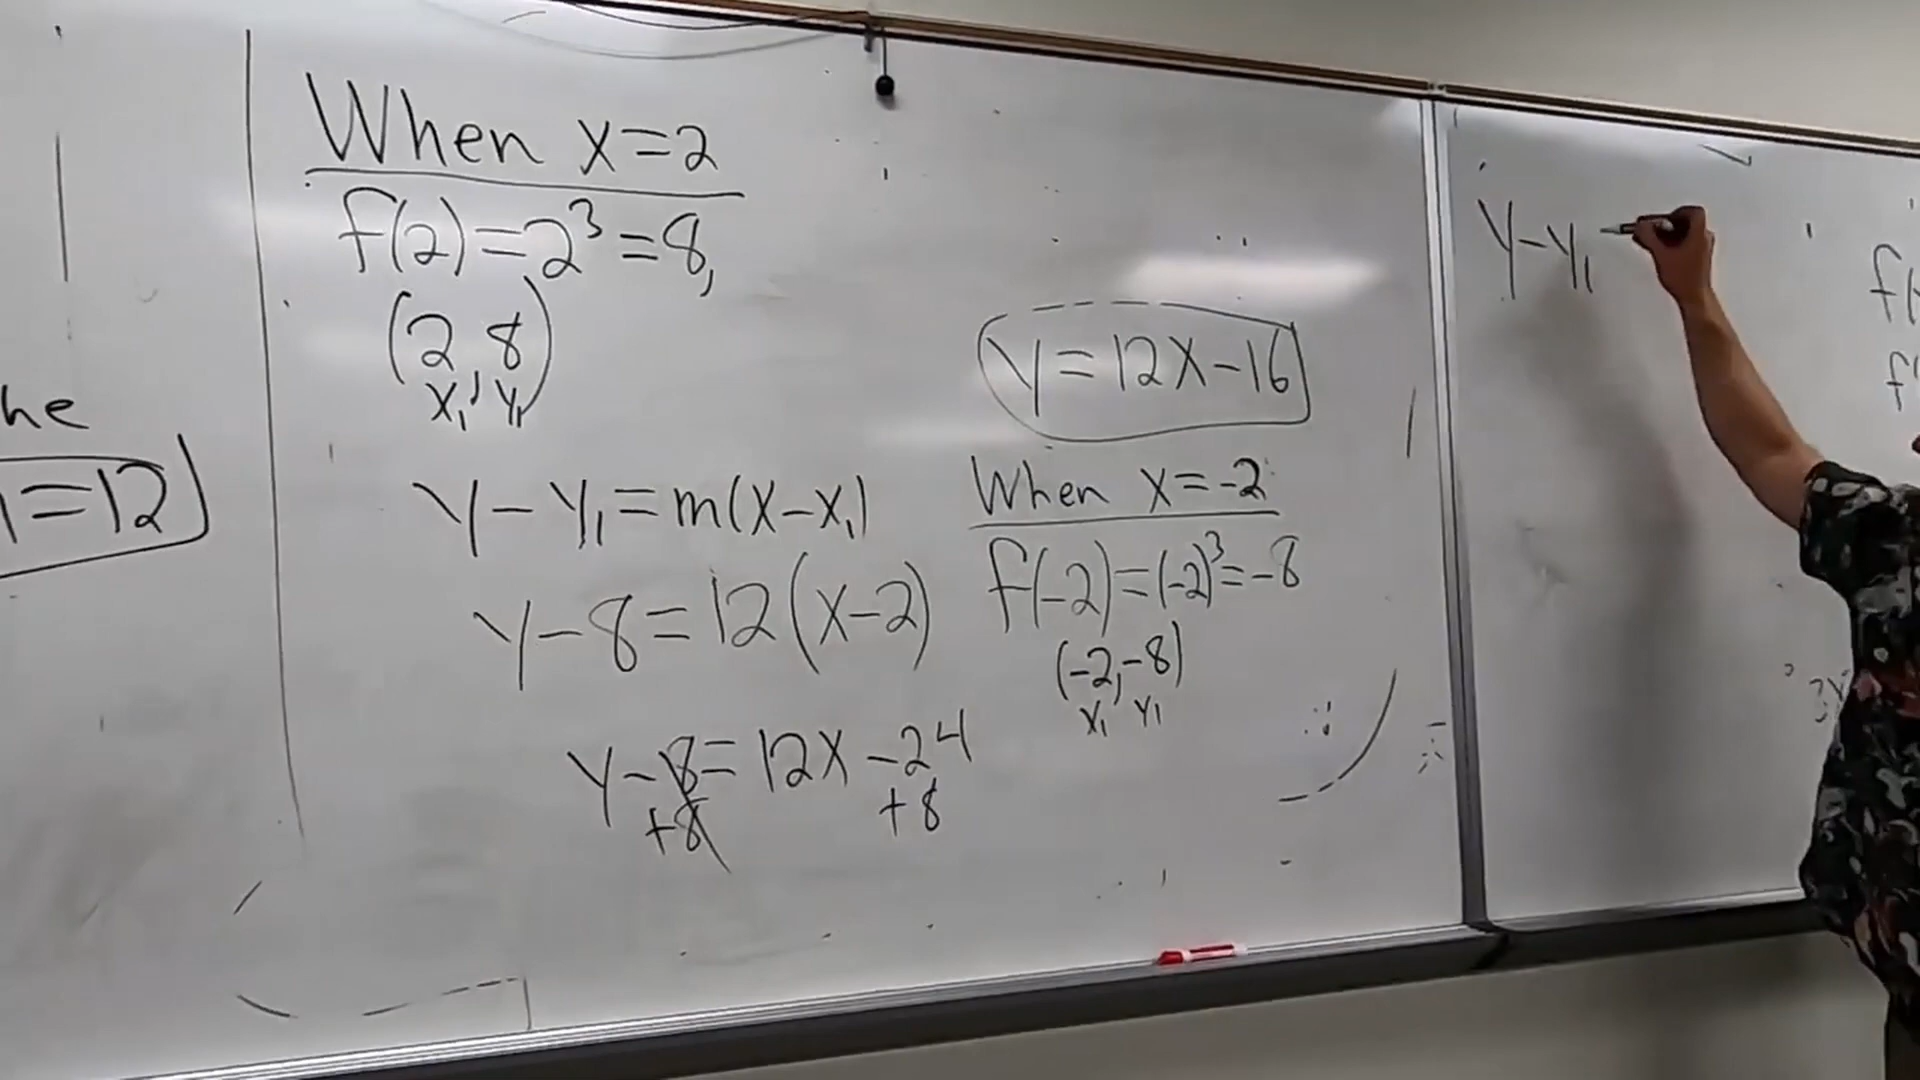 he
=12
When x=2
f(2)=2³=8,
(2,8)
x₁, y₁
y-y₁=m(x-x₁)
y-8=12(x-2)
y-8=12x-24
+8 +8
y=12x-16
When x=-2
f(-2)=(-2)³=-8
(-2,-8)
x₁, y₁
y-y₁
f(
f'